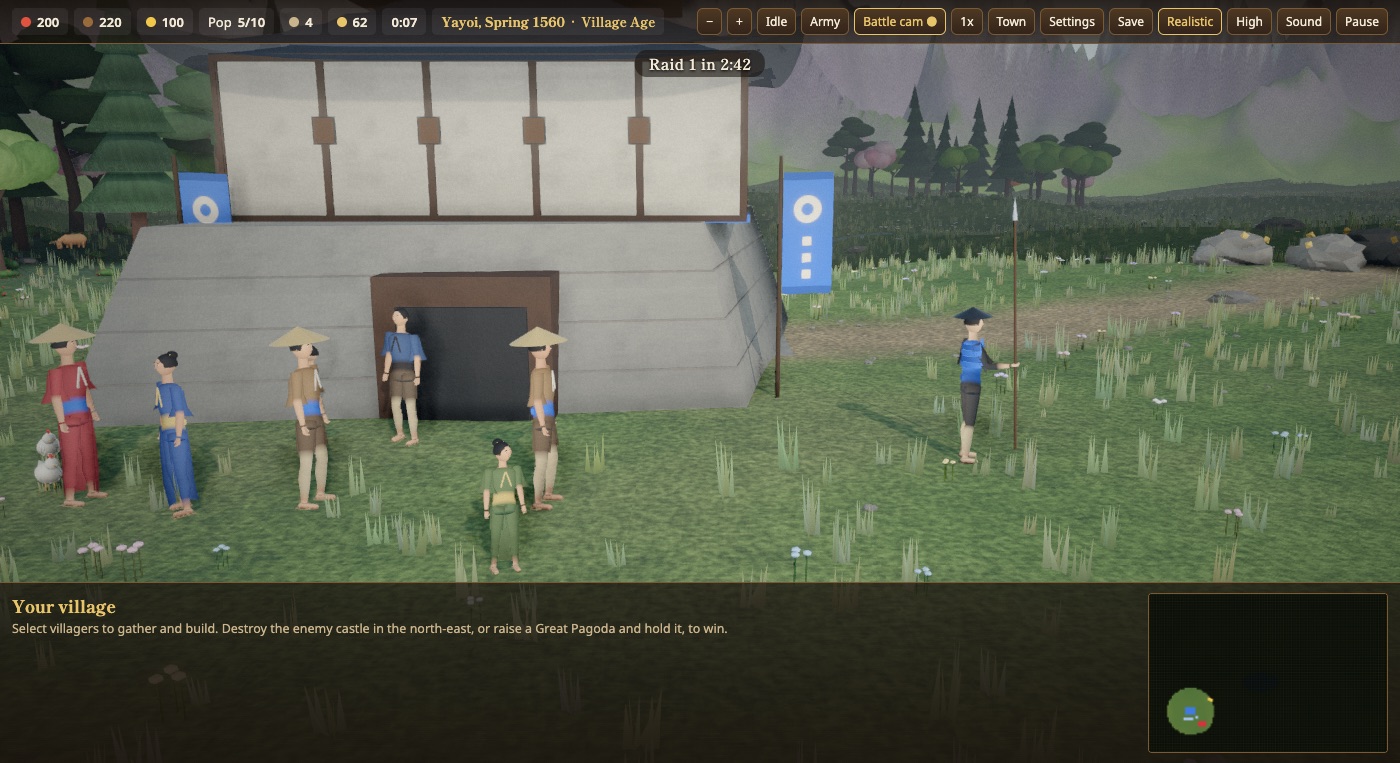 200 220 100 Pop 5/10 4 62 0:07 Yayoi, Spring 1560 · Village Age − + Idle Army Battle cam 1x Town Settings Save Realistic High Sound Pause
Raid 1 in 2:42
Your village
Select villagers to gather and build. Destroy the enemy castle in the north-east, or raise a Great Pagoda and hold it, to win.